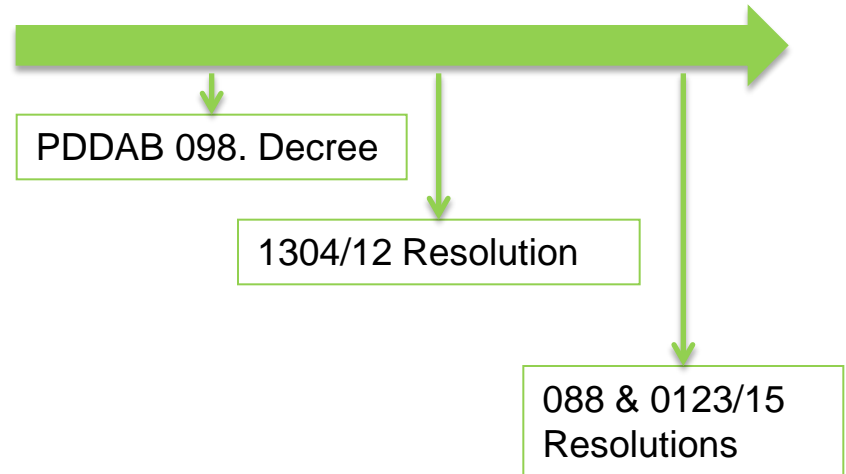 PDDAB 098. Decree
1304/12 Resolution
088 & 0123/15
Resolutions